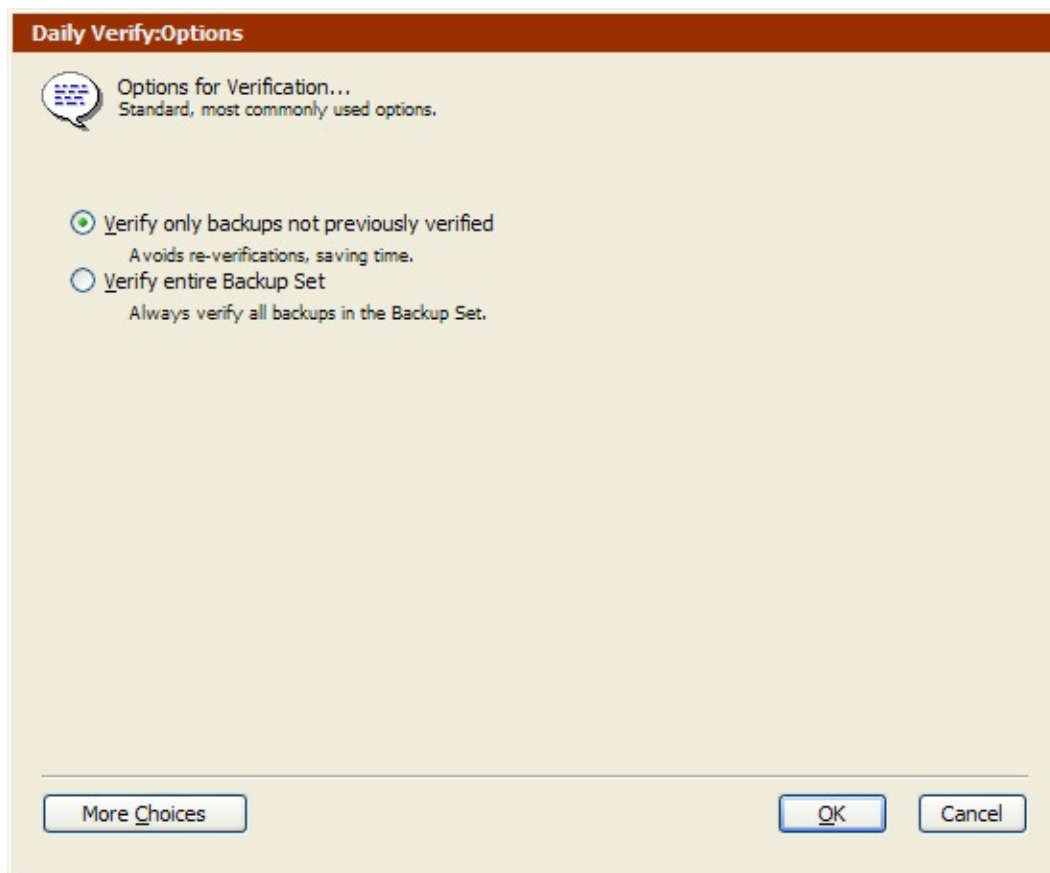 Daily Verify:Options
Options for Verification...
Standard, most commonly used options.
Verify only backups not previously verified
Avoids re-verifications, saving time.
Verify entire Backup Set
Always verify all backups in the Backup Set.
More Choices
OK
Cancel